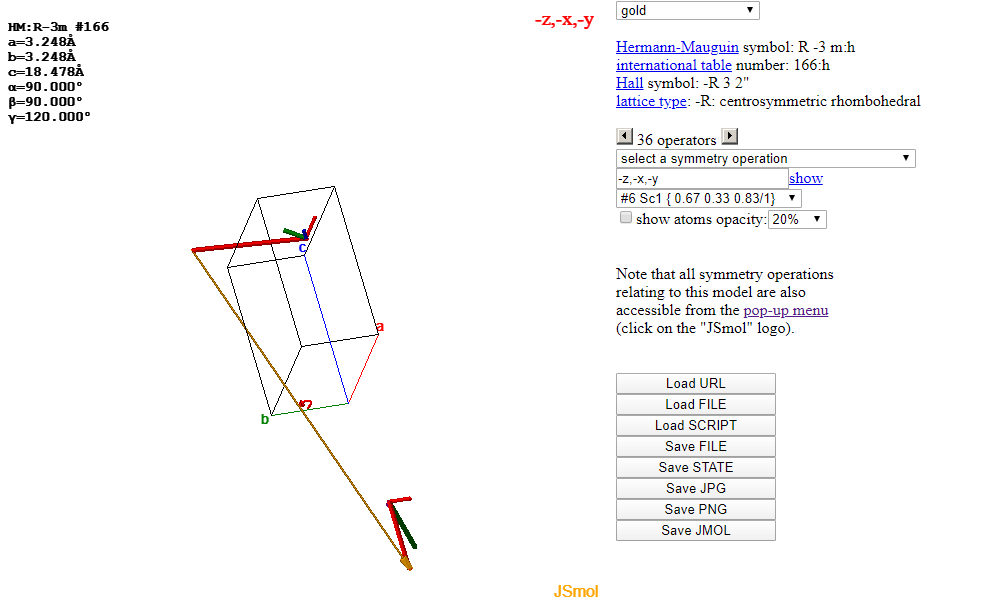 HM:R-3m #166
a=3.248Å
b=3.248Å
c=18.478Å
α=90.000°
β=90.000°
γ=120.000°
-z,-x,-y
c
a
b
JSmol
gold
Hermann-Mauguin symbol: R -3 m:h
international table number: 166:h
Hall symbol: -R 3 2"
lattice type: -R: centrosymmetric rhombohedral
36 operators
select a symmetry operation
-z,-x,-y show
#6 Sc1 { 0.67 0.33 0.83/1}
show atoms opacity: 20%
Note that all symmetry operations
relating to this model are also
accessible from the pop-up menu
(click on the "JSmol" logo).
Load URL
Load FILE
Load SCRIPT
Save FILE
Save STATE
Save JPG
Save PNG
Save JMOL